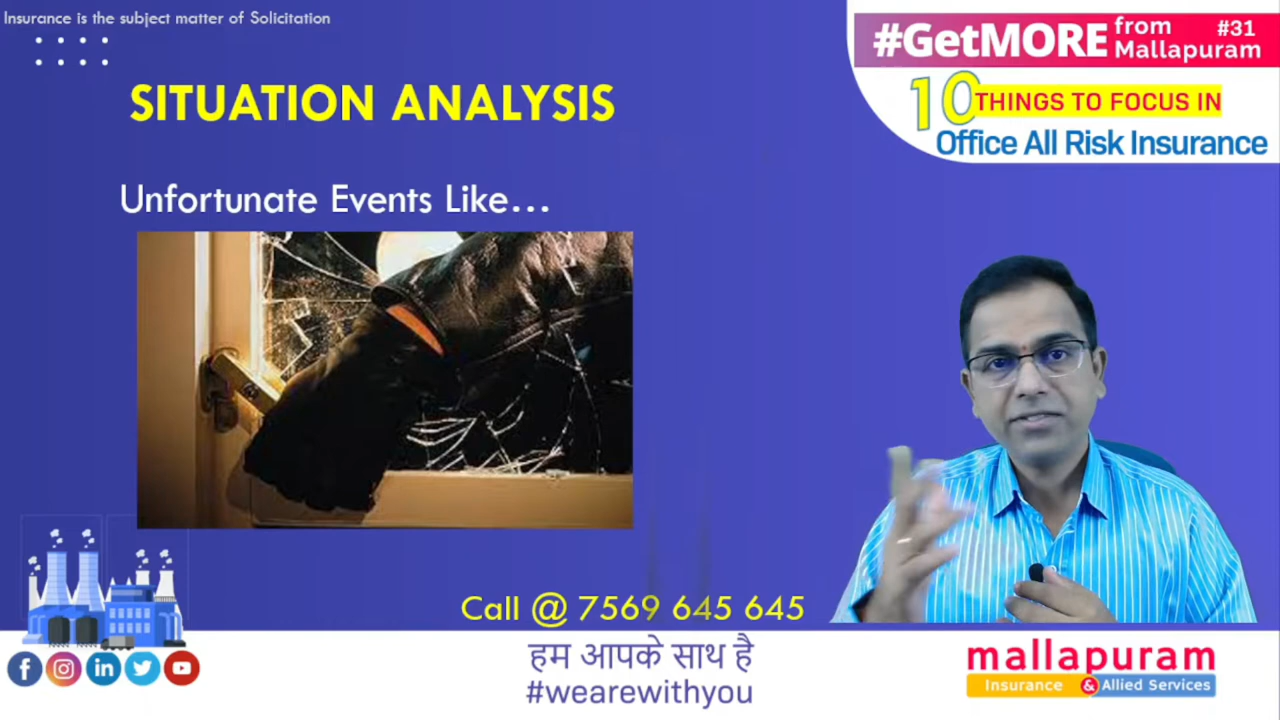 Insurance is the subject matter of Solicitation
#GetMORE from Mallapuram #31
10 THINGS TO FOCUS IN
Office All Risk Insurance
SITUATION ANALYSIS
Unfortunate Events Like...
Call @ 7569 645 645
हम आपके साथ है
#wearewithyou
mallapuram
Insurance & Allied Services